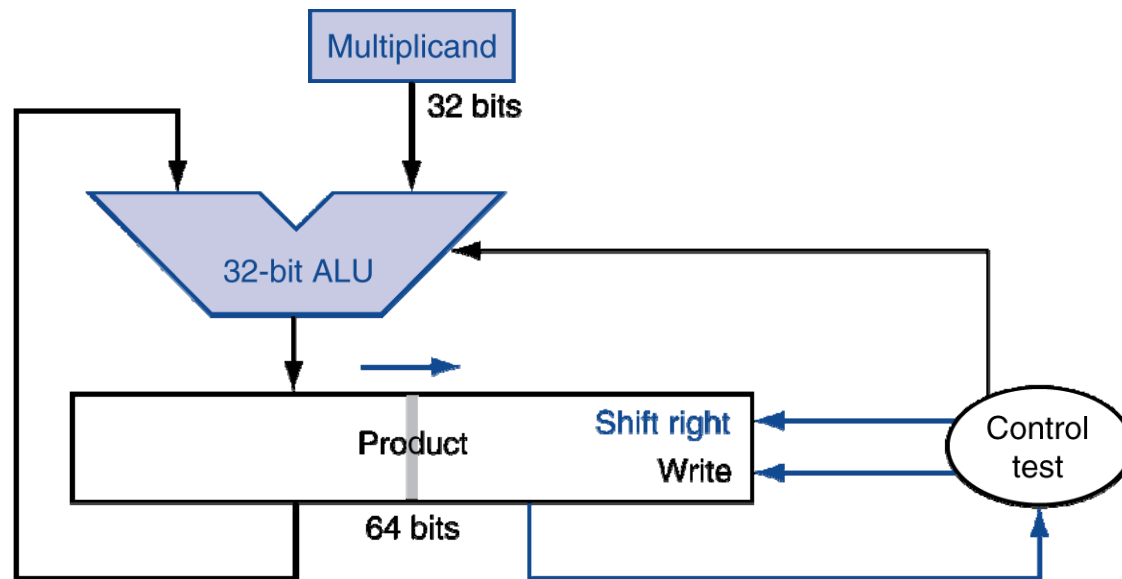 Multiplicand
32 bits
32-bit ALU
Product
Shift right
Write
64 bits
Control
test